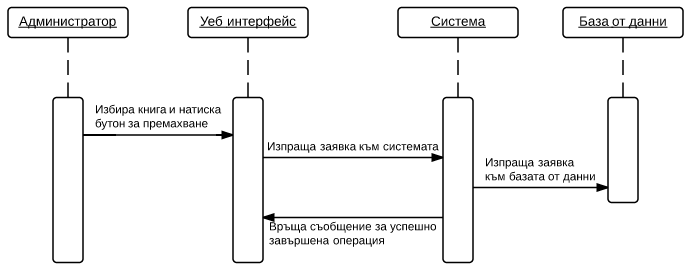 Администратор
Уеб интерфейс
Система
База от данни
Избира книга и натиска
бутон за премахване
Изпраща заявка към системата
Изпраща заявка
към базата от данни
Връща съобщение за успешно
завършена операция